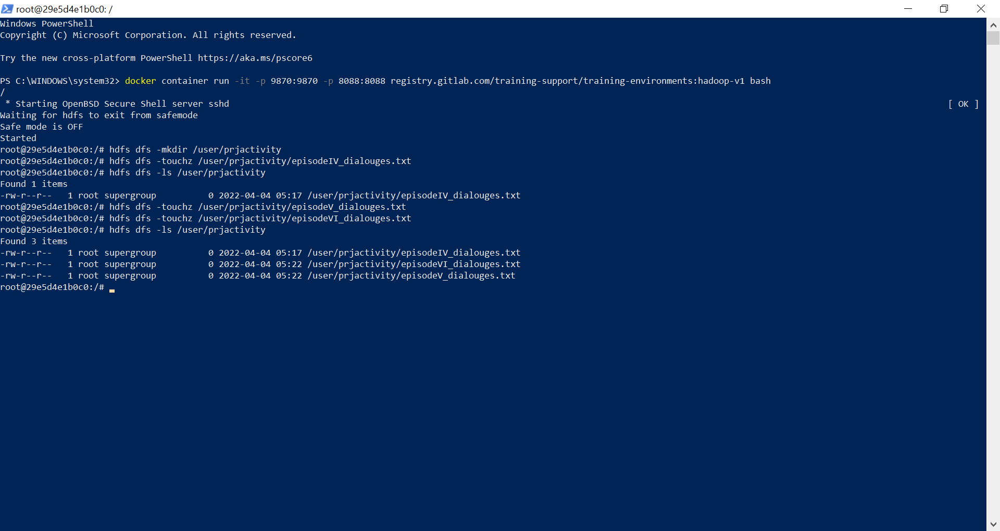 root@29e5d4e1b0c0: /
Windows PowerShell
Copyright (C) Microsoft Corporation. All rights reserved.
Try the new cross-platform PowerShell https://aka.ms/pscore6
PS C:\WINDOWS\system32> docker container run -it -p 9870:9870 -p 8088:8088 registry.gitlab.com/training-support/training-environments:hadoop-v1 bash
/
 * Starting OpenBSD Secure Shell server sshd [ OK ]
Waiting for hdfs to exit from safemode
Safe mode is OFF
Started
root@29e5d4e1b0c0:/# hdfs dfs -mkdir /user/prjactivity
root@29e5d4e1b0c0:/# hdfs dfs -touchz /user/prjactivity/episodeIV_dialouges.txt
root@29e5d4e1b0c0:/# hdfs dfs -ls /user/prjactivity
Found 1 items
-rw-r--r--   1 root supergroup          0 2022-04-04 05:17 /user/prjactivity/episodeIV_dialouges.txt
root@29e5d4e1b0c0:/# hdfs dfs -touchz /user/prjactivity/episodeV_dialouges.txt
root@29e5d4e1b0c0:/# hdfs dfs -touchz /user/prjactivity/episodeVI_dialouges.txt
root@29e5d4e1b0c0:/# hdfs dfs -ls /user/prjactivity
Found 3 items
-rw-r--r--   1 root supergroup          0 2022-04-04 05:17 /user/prjactivity/episodeIV_dialouges.txt
-rw-r--r--   1 root supergroup          0 2022-04-04 05:22 /user/prjactivity/episodeVI_dialouges.txt
-rw-r--r--   1 root supergroup          0 2022-04-04 05:22 /user/prjactivity/episodeV_dialouges.txt
root@29e5d4e1b0c0:/#